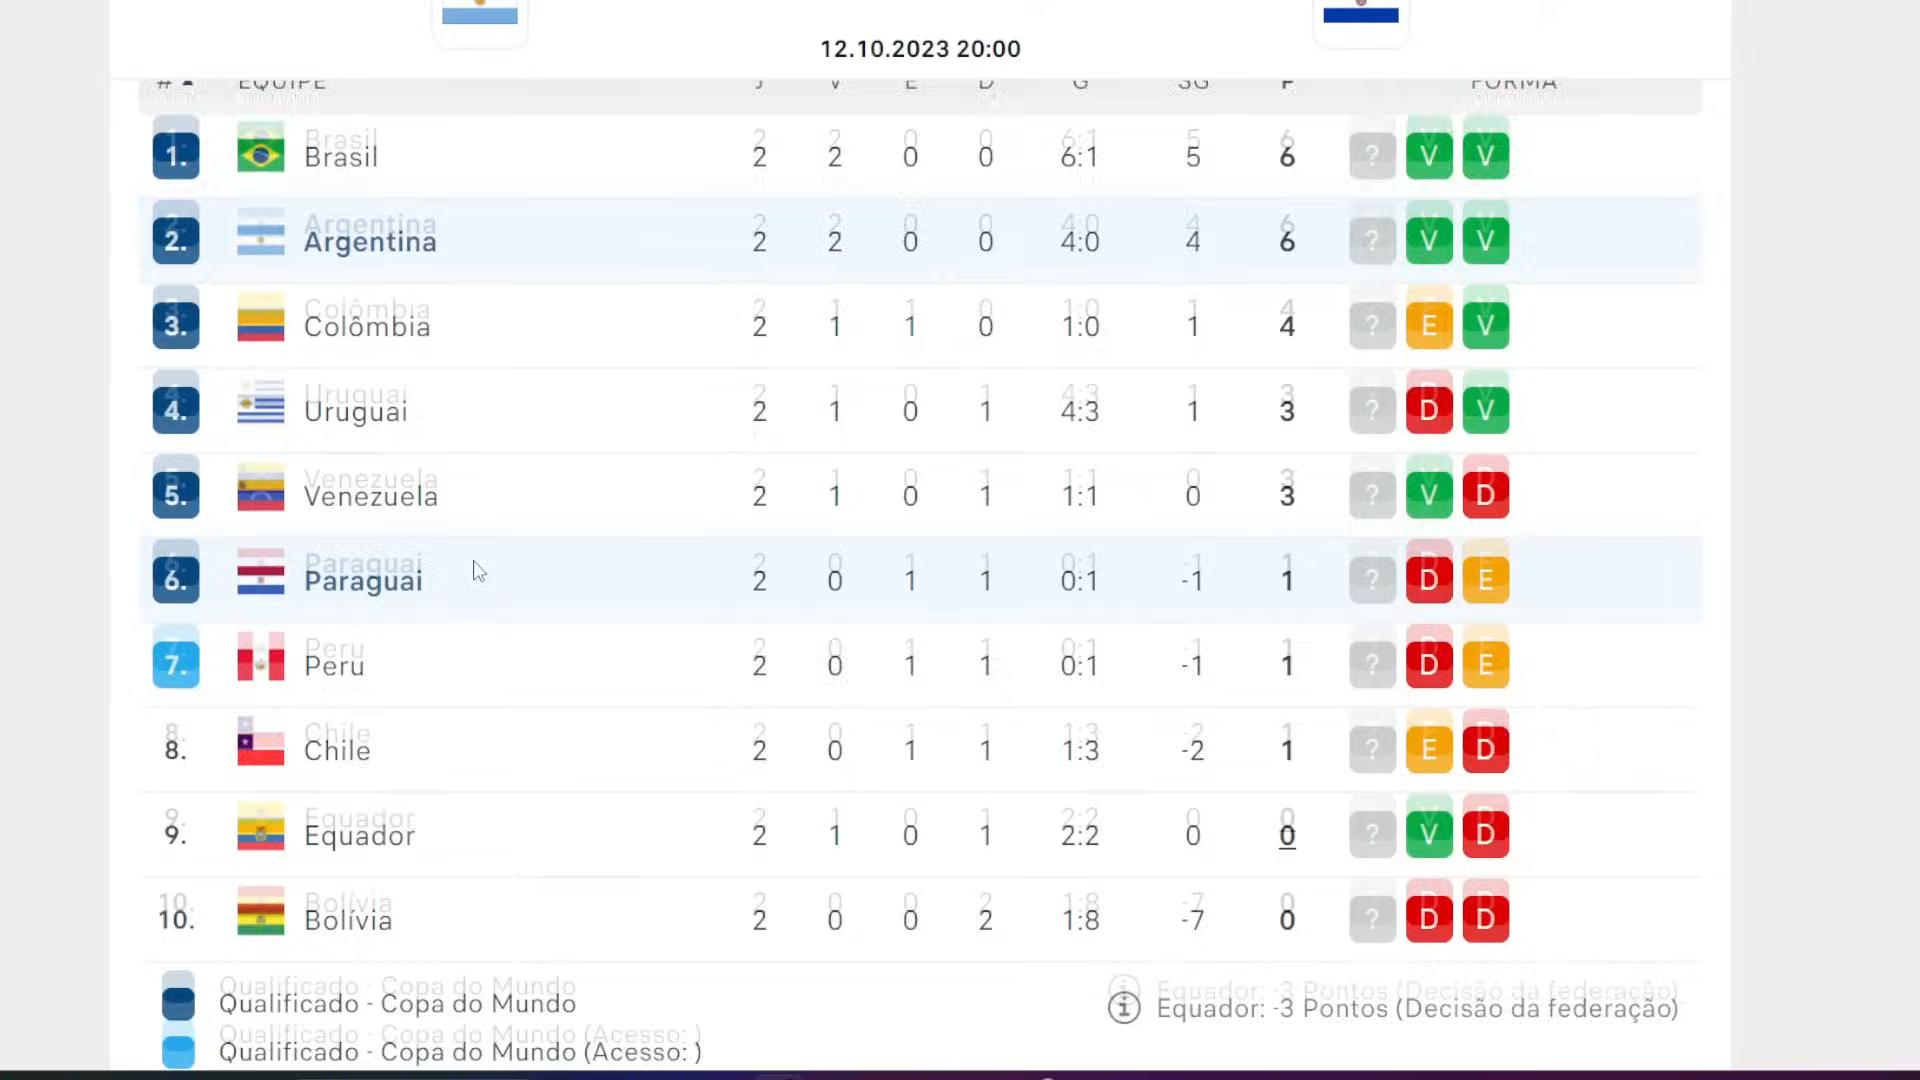 12.10.2023 20:00
# EQUIPE J V E D G SG P FORMA
1. Brasil 2 2 0 0 6:1 5 6 ? V V
2. Argentina 2 2 0 0 4:0 4 6 ? V V
3. Colômbia 2 1 1 0 1:0 1 4 ? E V
4. Uruguai 2 1 0 1 4:3 1 3 ? D V
5. Venezuela 2 1 0 1 1:1 0 3 ? V D
6. Paraguai 2 0 1 1 0:1 -1 1 ? D E
7. Peru 2 0 1 1 0:1 -1 1 ? D E
8. Chile 2 0 1 1 1:3 -2 1 ? E D
9. Equador 2 1 0 1 2:2 0 0 ? V D
10. Bolívia 2 0 0 2 1:8 -7 0 ? D D
Qualificado - Copa do Mundo
Equador: -3 Pontos (Decisão da federação)
Qualificado - Copa do Mundo (Acesso: )